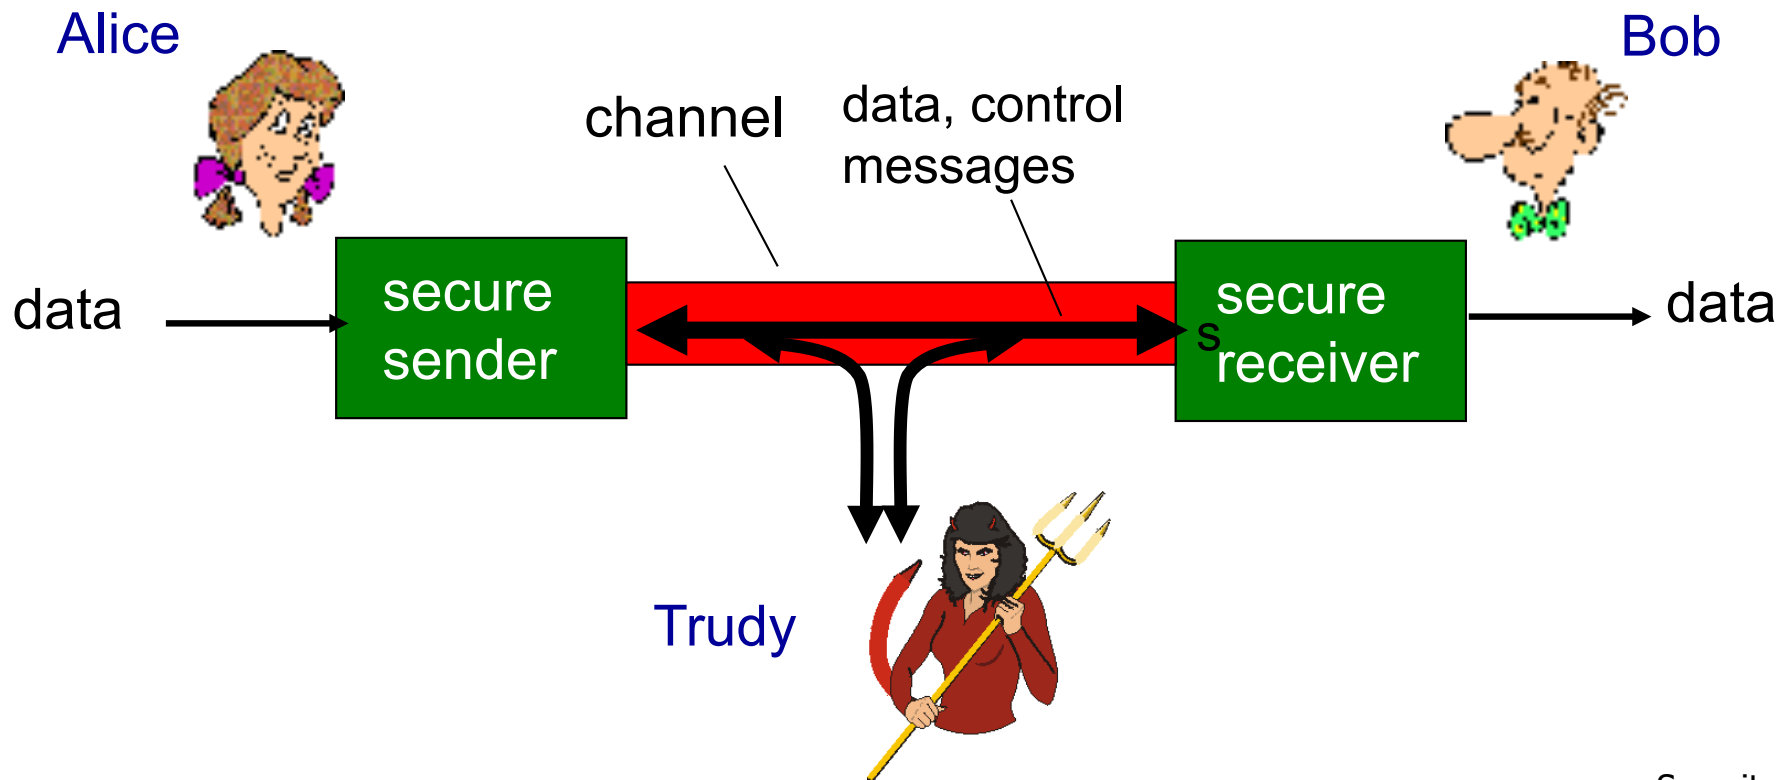 Alice
Bob
channel
data, control
messages
data
secure
sender
s
secure
receiver
data
Trudy